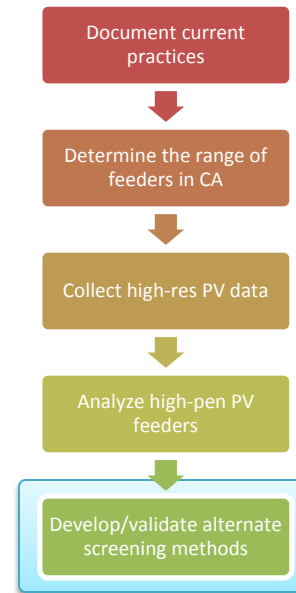 Document current
practices
Determine the range of
feeders in CA
Collect high-res PV data
Analyze high-pen PV
feeders
Develop/validate alternate
screening methods